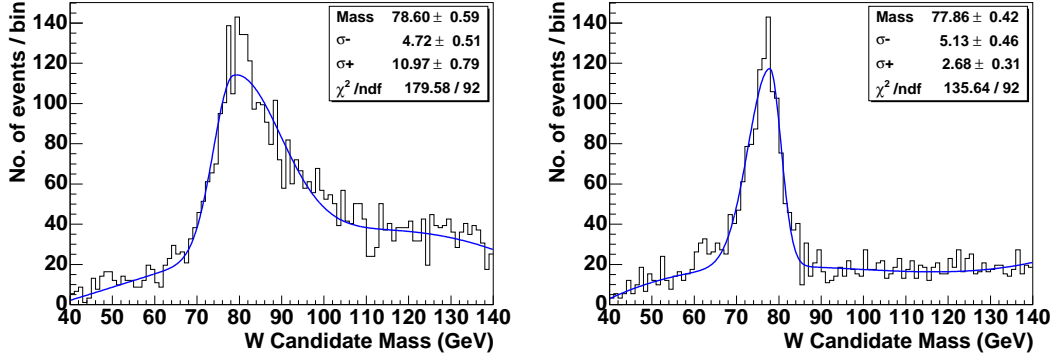 No. of events / bin
140
120
100
80
60
40
20
0
Mass 78.60 ± 0.59
σ- 4.72 ± 0.51
σ+ 10.97 ± 0.79
χ² /ndf 179.58 / 92
40 50 60 70 80 90 100 110 120 130 140
W Candidate Mass (GeV)
No. of events / bin
140
120
100
80
60
40
20
0
Mass 77.86 ± 0.42
σ- 5.13 ± 0.46
σ+ 2.68 ± 0.31
χ² /ndf 135.64 / 92
40 50 60 70 80 90 100 110 120 130 140
W Candidate Mass (GeV)